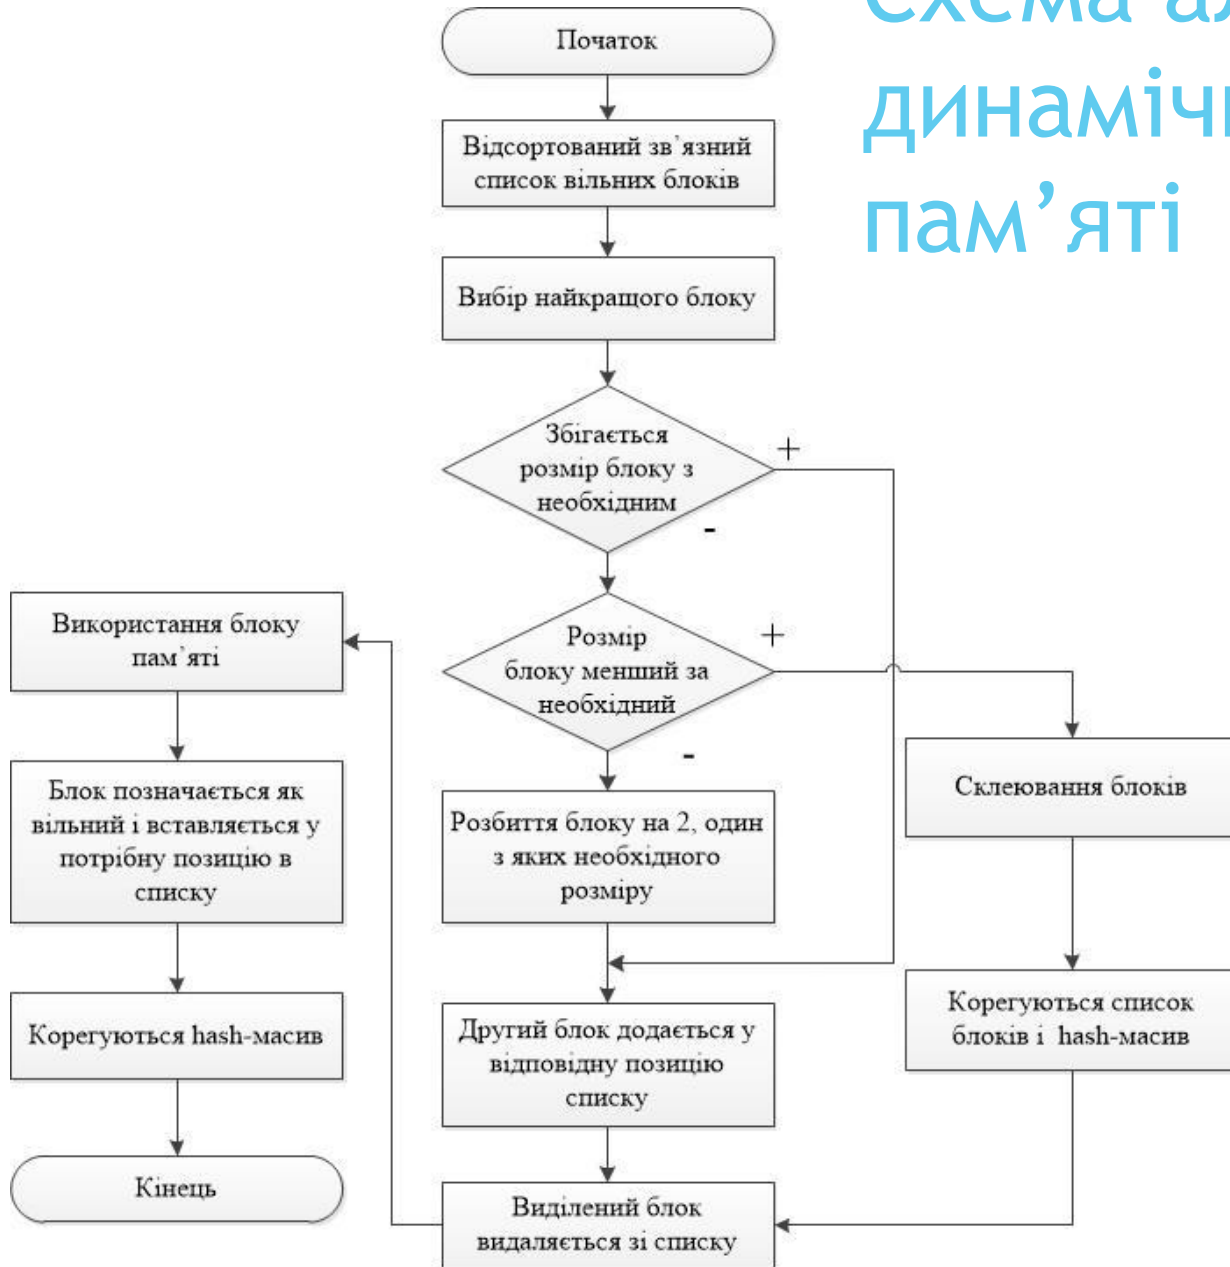 Схема ал
динамічн
пам’яті
Початок
Відсортований зв`язний
список вільних блоків
Вибір найкращого блоку
Збігається
розмір блоку з
необхідним
+
-
Розмір
блоку менший за
необхідний
+
-
Розбиття блоку на 2, один
з яких необхідного
розміру
Другий блок додається у
відповідну позицію
списку
Виділений блок
видаляється зі списку
Склеювання блоків
Корегуються список
блоків і hash-масив
Використання блоку
пам`яті
Блок позначається як
вільний і вставляється у
потрібну позицію в
списку
Корегуються hash-масив
Кінець